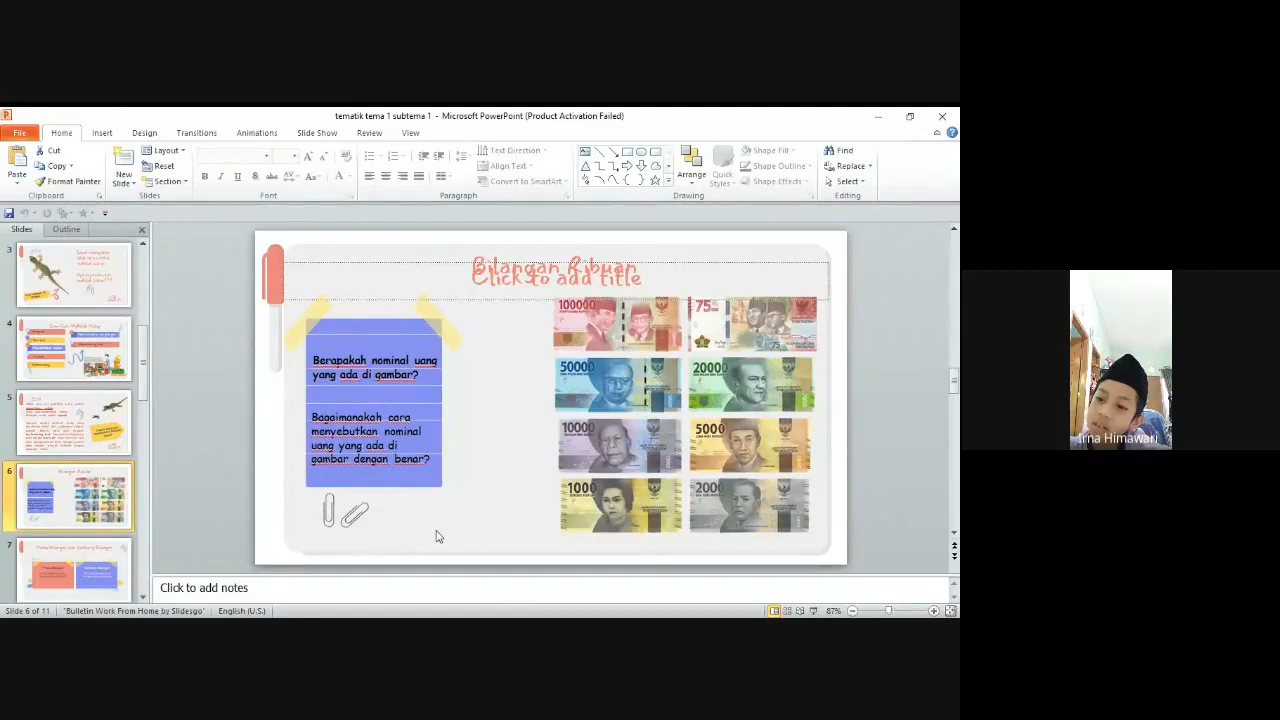 tematik tema 1 subtema 1 - Microsoft PowerPoint (Product Activation Failed)
File Home Insert Design Transitions Animations Slide Show Review View
Paste
Cut
Copy
Format Painter
Clipboard
New Slide
Layout
Reset
Section
Slides
Font
Paragraph
Text Direction
Align Text
Convert to SmartArt
Drawing
Arrange
Quick Styles
Shape Fill
Shape Outline
Shape Effects
Find
Replace
Select
Editing
Slides Outline
3
4
5
6
7
Bilangan Ribuan
Click to add title
Berapakah nominal uang
yang ada di gambar?
Bagaimanakah cara
menyebutkan nominal
uang yang ada di
gambar dengan benar?
100000
75
50000
20000
10000
5000
1000
2000
Irna Himawari
Click to add notes
Slide 6 of 11 "Bulletin Work From Home by Slidesgo" English (U.S.) 87%